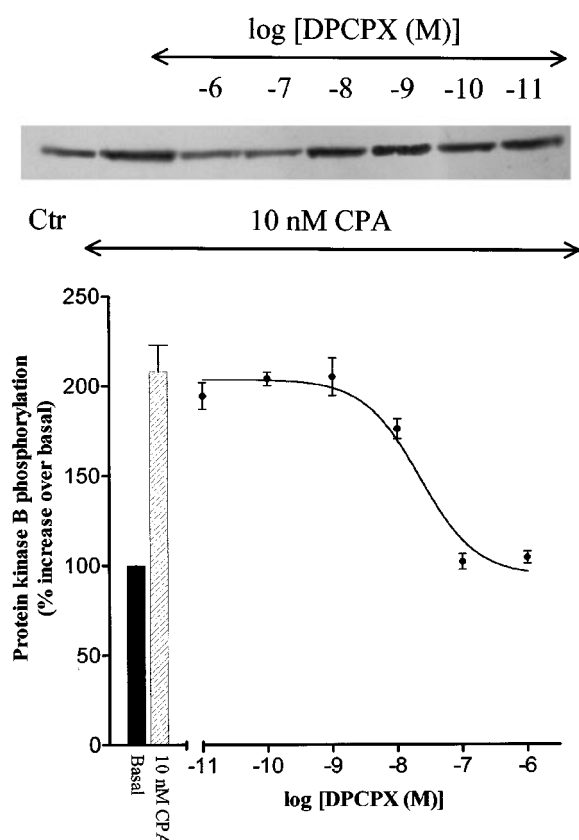 log [DPCPX (M)]
-6 -7 -8 -9 -10 -11
Ctr 10 nM CPA
Protein kinase B phosphorylation
(% increase over basal)
250
200
150
100
50
0
Basal
10 nM CPA
-11 -10 -9 -8 -7 -6
log [DPCPX (M)]